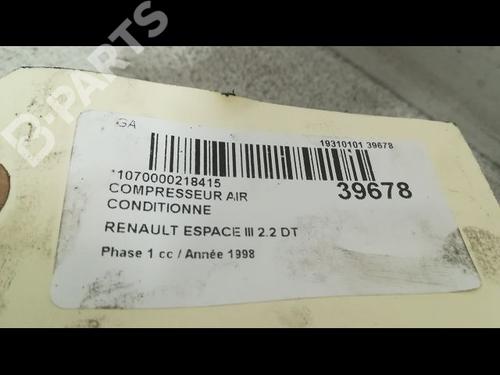 B-PARTS
GA
19310101 39678
*1070000218415
39678
COMPRESSEUR AIR
CONDITIONNE
RENAULT ESPACE III 2.2 DT
Phase 1 cc / Année 1998